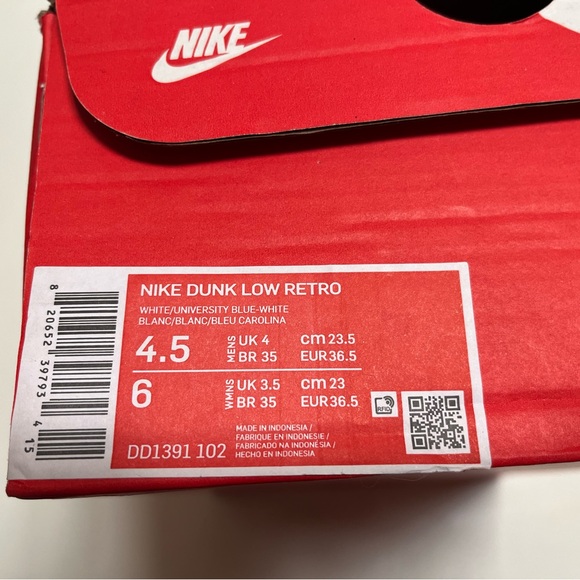 NIKE
NIKE DUNK LOW RETRO
WHITE/UNIVERSITY BLUE-WHITE
BLANC/BLANC/BLEU CAROLINA
4.5 MENS UK 4 cm 23.5
BR 35 EUR 36.5
6 WMNS UK 3.5 cm 23
BR 35 EUR 36.5
RFID
DD1391 102
MADE IN INDONESIA /
FABRIQUE EN INDONESIE /
FABRICADO NA INDONÉSIA /
HECHO EN INDONESIA
8 20652 39793 4 15